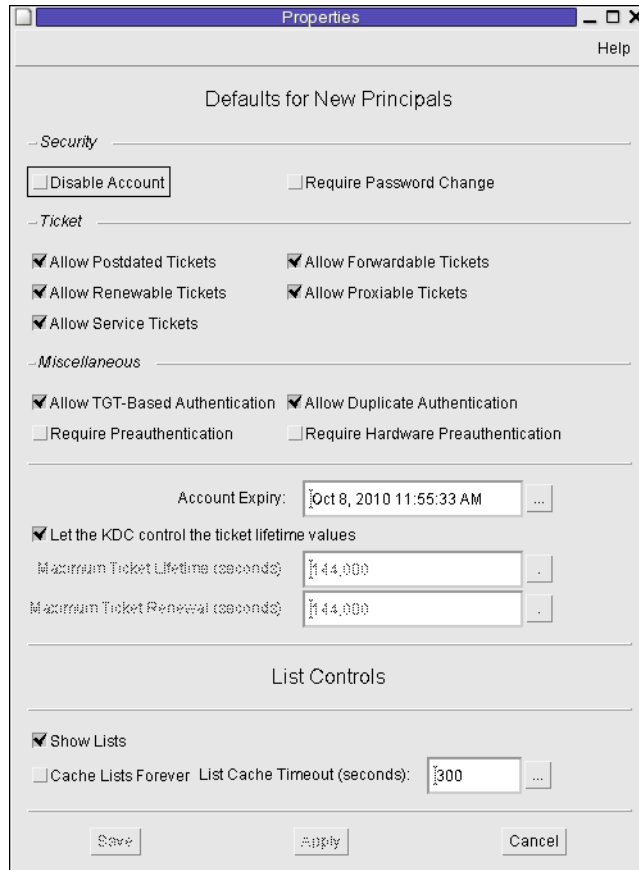 Properties
Help
Defaults for New Principals
Security
Disable Account Require Password Change
Ticket
Allow Postdated Tickets Allow Forwardable Tickets
Allow Renewable Tickets Allow Proxiable Tickets
Allow Service Tickets
Miscellaneous
Allow TGT-Based Authentication Allow Duplicate Authentication
Require Preauthentication Require Hardware Preauthentication
Account Expiry: Oct 8, 2010 11:55:33 AM ...
Let the KDC control the ticket lifetime values
Maximum Ticket Lifetime (seconds) 144,000 .
Maximum Ticket Renewal (seconds) 144,000 .
List Controls
Show Lists
Cache Lists Forever List Cache Timeout (seconds): 300 ...
Save Apply Cancel